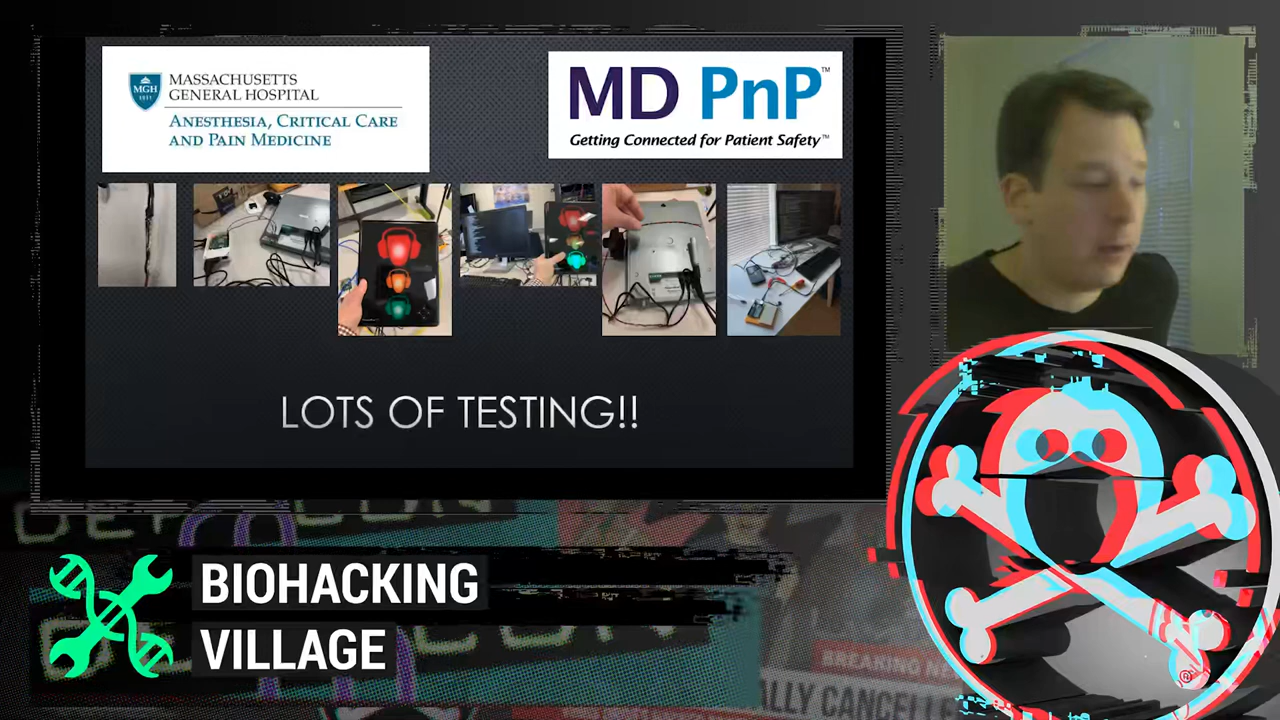 MGH
1811
MASSACHUSETTS
GENERAL HOSPITAL
ANESTHESIA, CRITICAL CARE
AND PAIN MEDICINE
MD PnP™
Getting Connected for Patient Safety™
LOTS OF TESTING!!
BIOHACKING
VILLAGE
BREAKING NE
ALLY CANCELLE
®